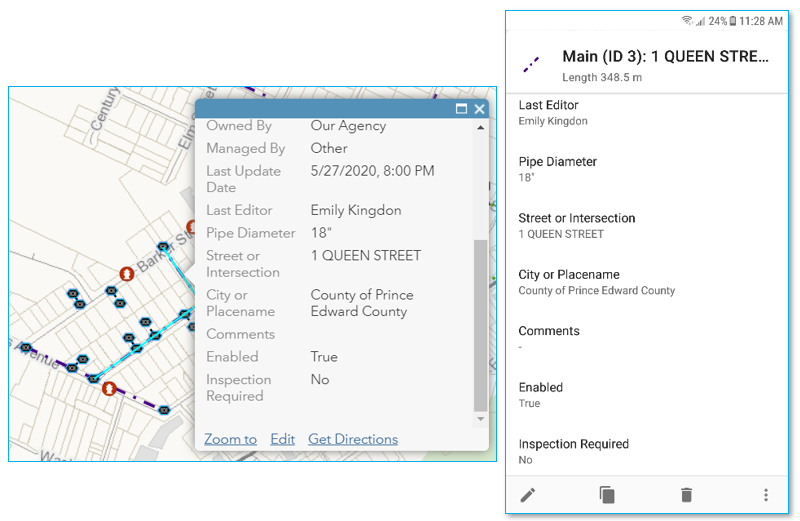 Century
Elm
Barker St
s Avenue
Was
Owned By Our Agency
Managed By Other
Last Update 5/27/2020, 8:00 PM
Date
Last Editor Emily Kingdon
Pipe Diameter 18"
Street or 1 QUEEN STREET
Intersection
City or County of Prince
Placename Edward County
Comments
Enabled True
Inspection No
Required
Zoom to Edit Get Directions
24% 11:28 AM
Main (ID 3): 1 QUEEN STRE...
Length 348.5 m
Last Editor
Emily Kingdon
Pipe Diameter
18"
Street or Intersection
1 QUEEN STREET
City or Placename
County of Prince Edward County
Comments
-
Enabled
True
Inspection Required
No